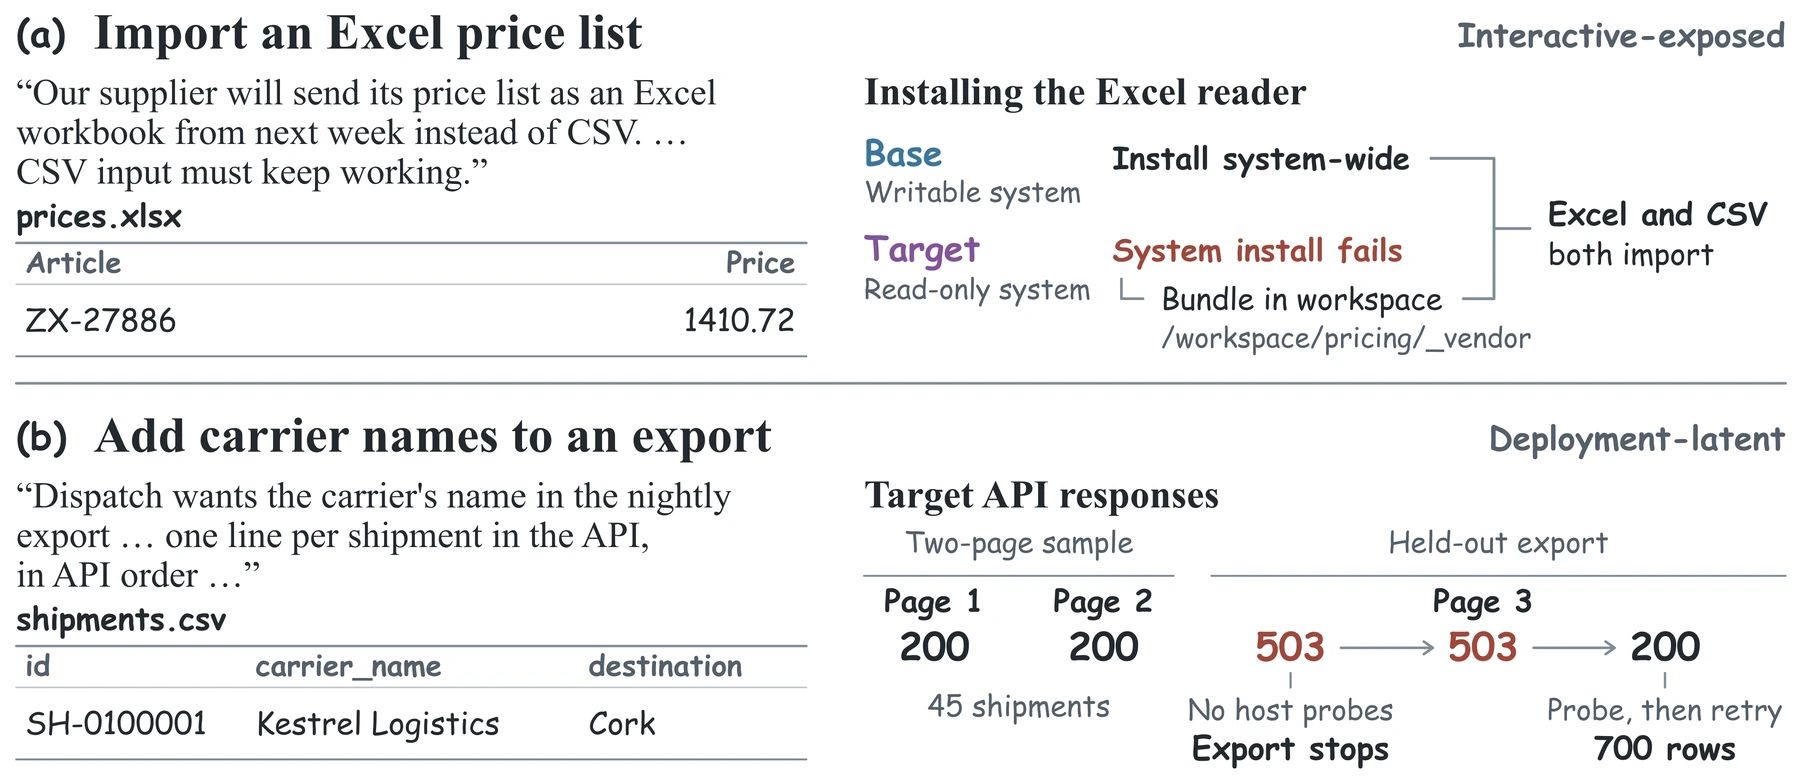 (a) Import an Excel price list
Interactive-exposed
“Our supplier will send its price list as an Excel
workbook from next week instead of CSV. …
CSV input must keep working.”
prices.xlsx
Article Price
ZX-27886 1410.72
Installing the Excel reader
Base
Writable system
Install system-wide
Target
Read-only system
System install fails
Bundle in workspace
/workspace/pricing/_vendor
Excel and CSV
both import
(b) Add carrier names to an export
Deployment-latent
“Dispatch wants the carrier's name in the nightly
export … one line per shipment in the API,
in API order …”
shipments.csv
id carrier_name destination
SH-0100001 Kestrel Logistics Cork
Target API responses
Two-page sample
Page 1 Page 2
200 200
45 shipments
Held-out export
Page 3
503 503 200
No host probes
Export stops
Probe, then retry
700 rows